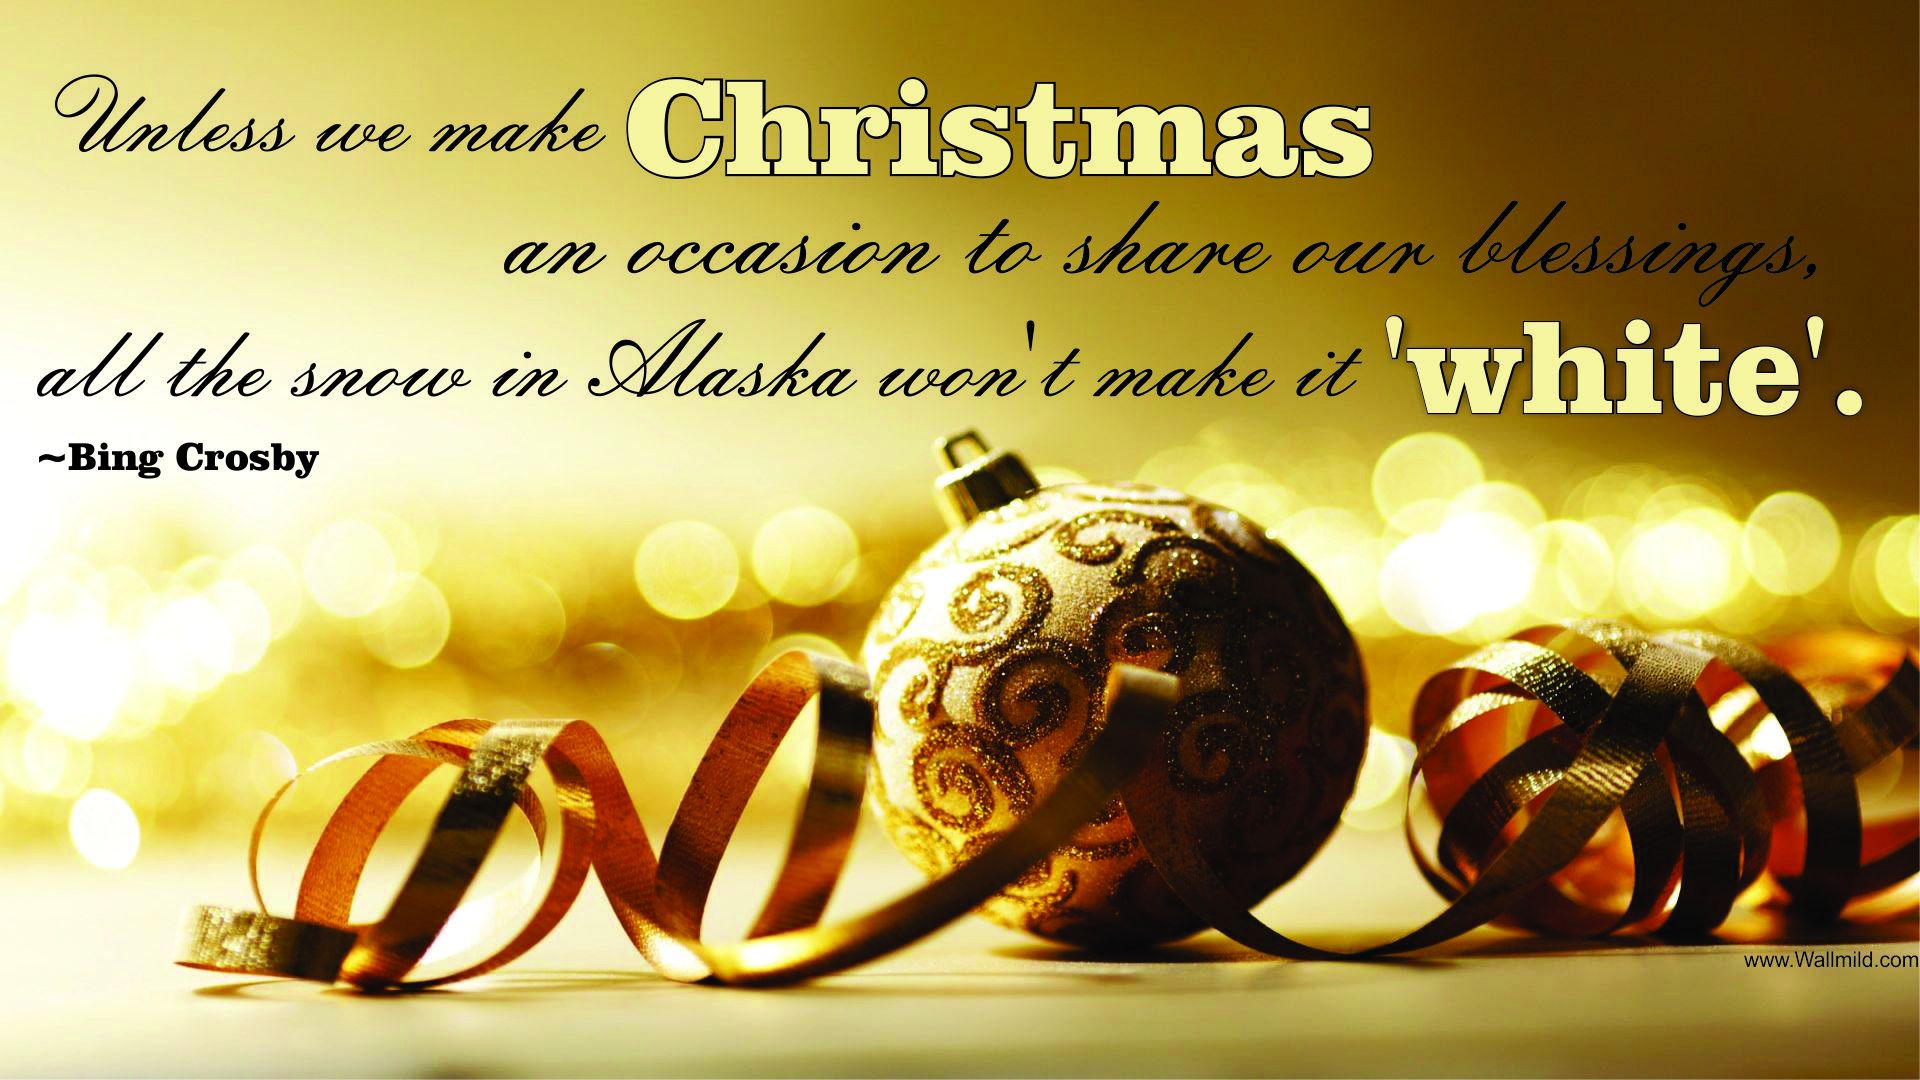 Unless we make Christmas
an occasion to share our blessings,
all the snow in Alaska won't make it 'white'.
~Bing Crosby
www.Wallmild.com